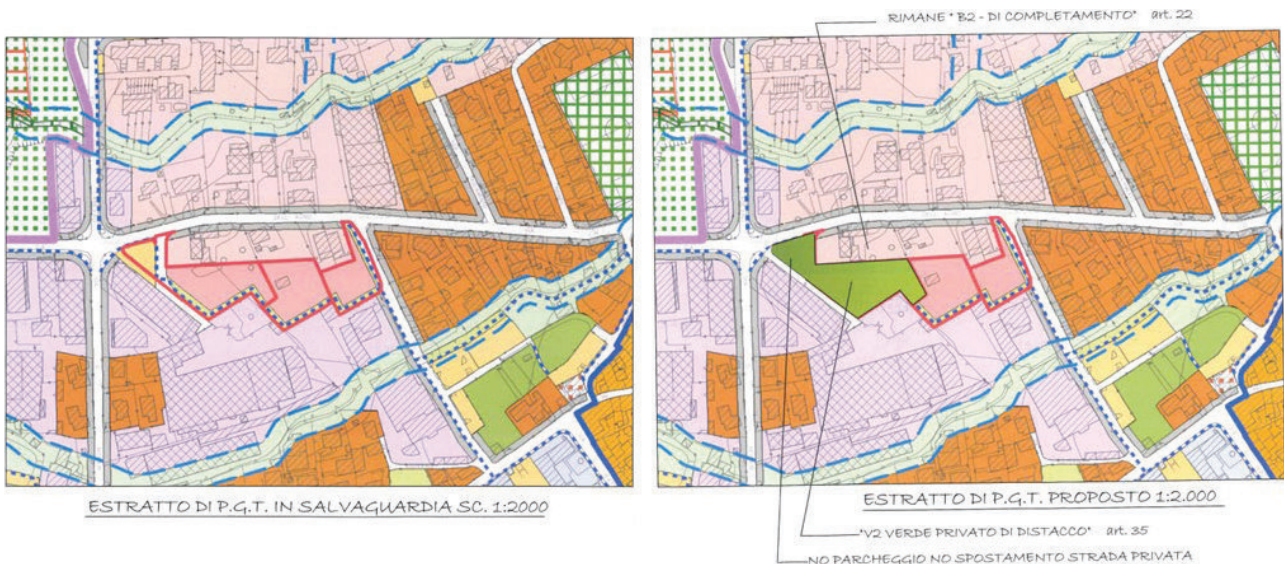 RIMANE "B2 - DI COMPLETAMENTO" art. 22
ESTRATTO DI P.G.T. IN SALVAGUARDIA SC. 1:2000
ESTRATTO DI P.G.T. PROPOSTO 1:2.000
"V2 VERDE PRIVATO DI DISTACCO" art. 35
NO PARCHEGGIO NO SPOSTAMENTO STRADA PRIVATA